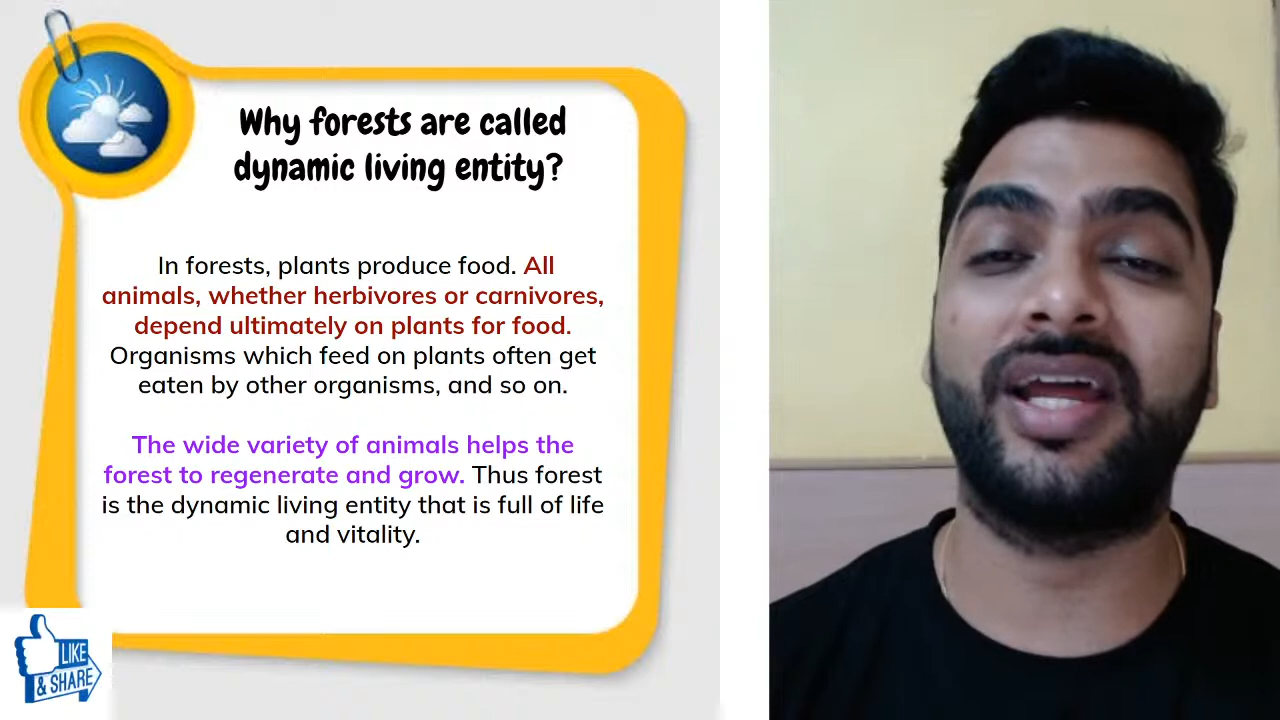 Why forests are called
dynamic living entity?
In forests, plants produce food. All
animals, whether herbivores or carnivores,
depend ultimately on plants for food.
Organisms which feed on plants often get
eaten by other organisms, and so on.
The wide variety of animals helps the
forest to regenerate and grow. Thus forest
is the dynamic living entity that is full of life
and vitality.
LIKE
& SHARE